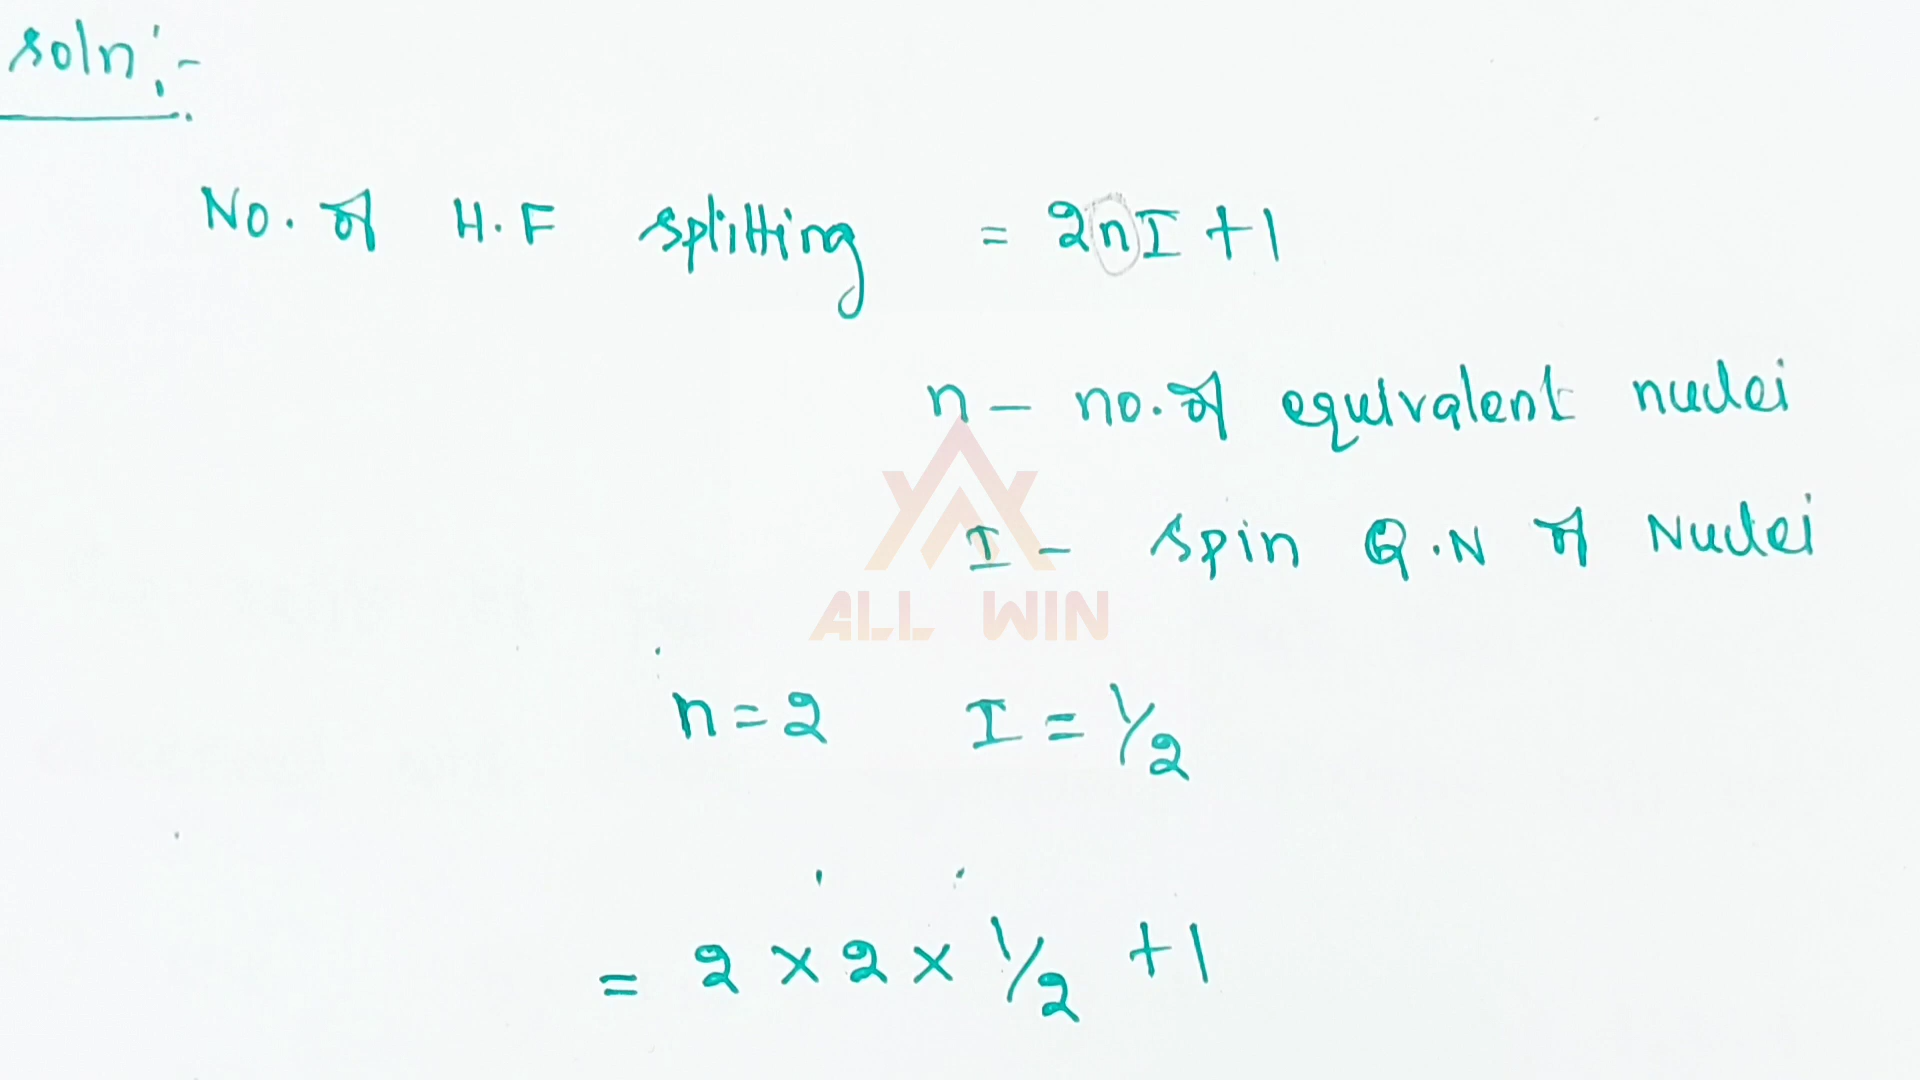 soln:-
No. of H.F splitting = 2nI + 1
n - no. of equivalent nuclei
I - spin Q.N of Nuclei
ALL WIN
n = 2 I = 1/2
= 2 × 2 × 1/2 + 1